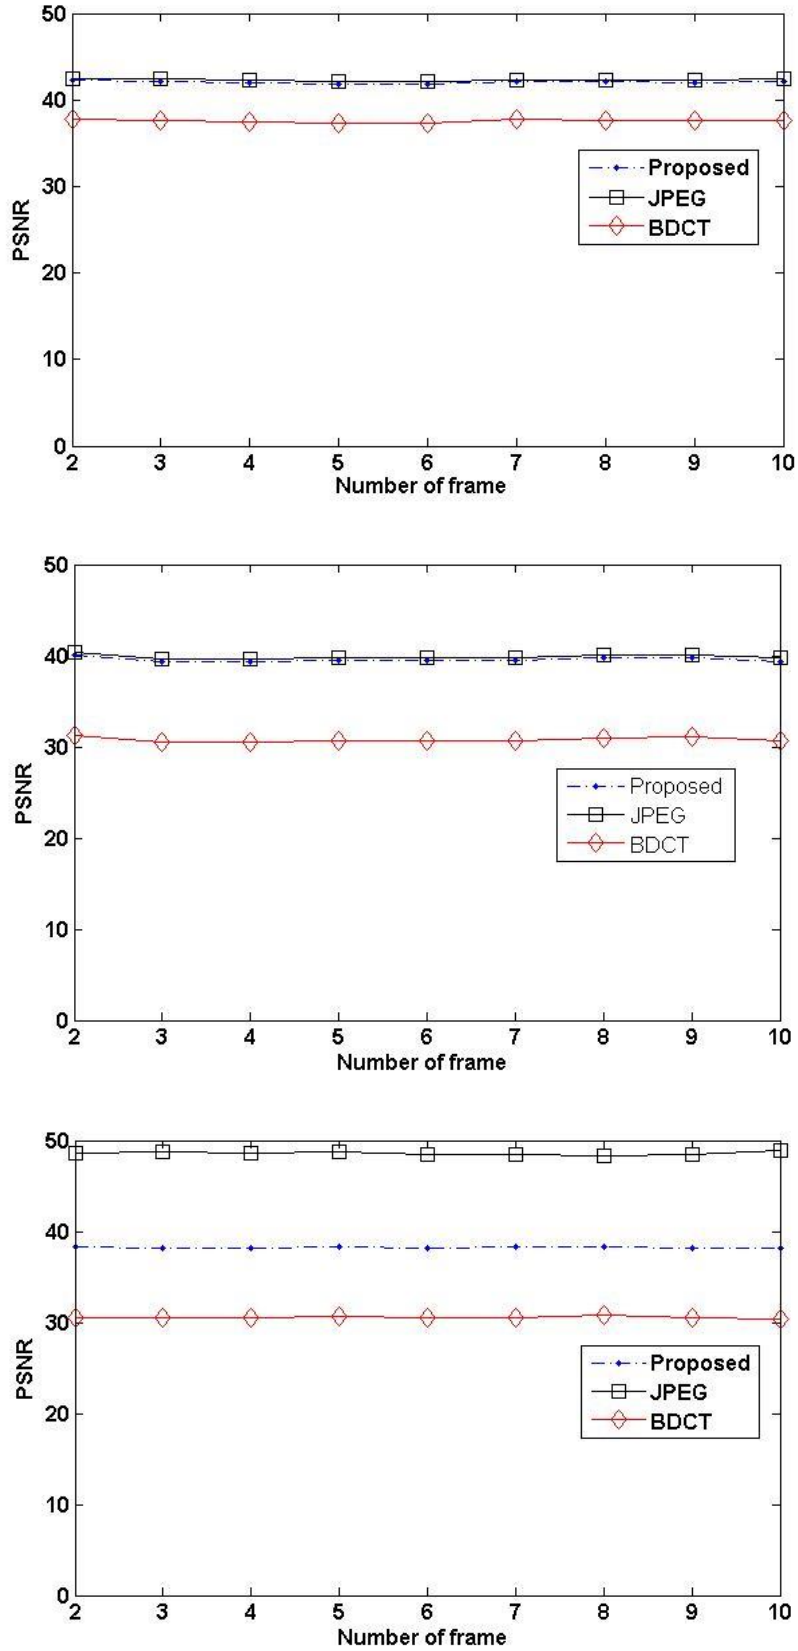 50
40
30
20
10
0
PSNR
Proposed
JPEG
BDCT
2 3 4 5 6 7 8 9 10
Number of frame
50
40
30
20
10
0
PSNR
Proposed
JPEG
BDCT
2 3 4 5 6 7 8 9 10
Number of frame
50
40
30
20
10
0
PSNR
Proposed
JPEG
BDCT
2 3 4 5 6 7 8 9 10
Number of frame